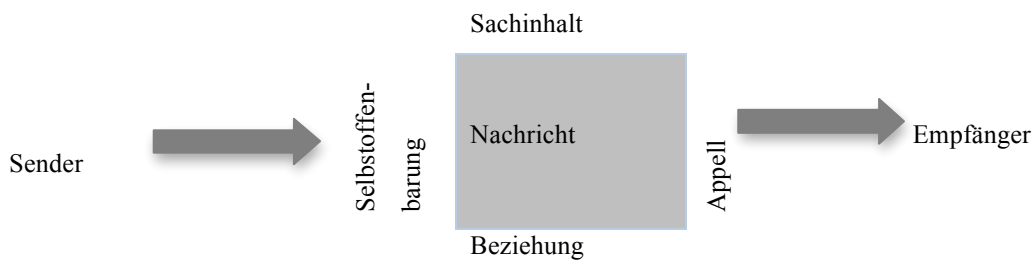 Sachinhalt
Sender
Selbstoffen-
barung
Nachricht
Appell
Empfänger
Beziehung